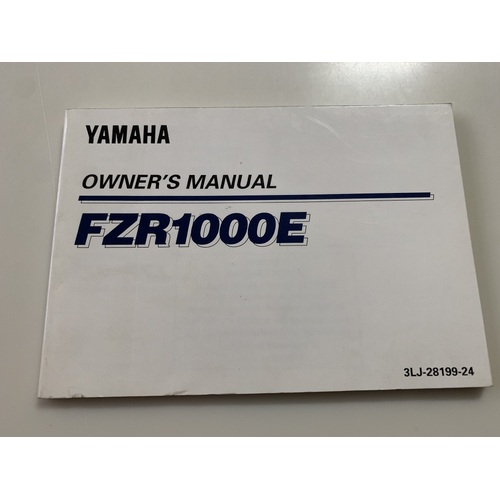 YAMAHA
OWNER'S MANUAL
FZR1000E
3LJ-28199-24